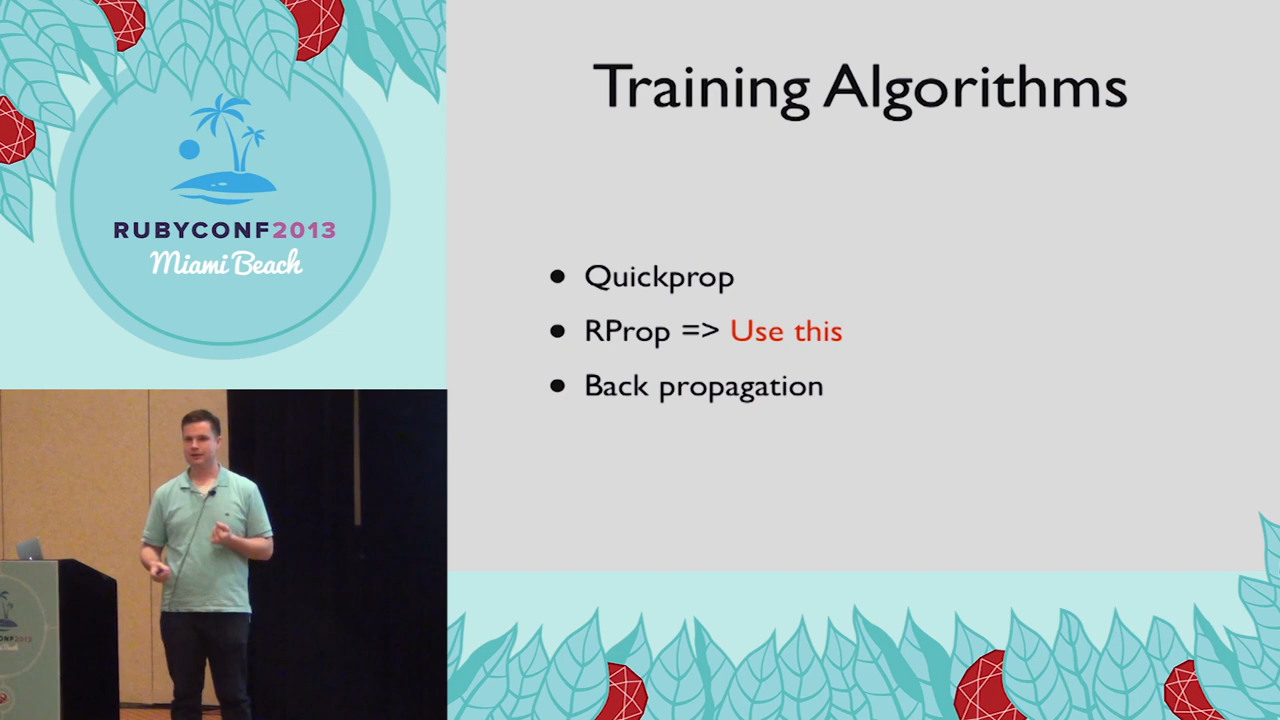 RUBYCONF2013
Miami Beach
Training Algorithms
• Quickprop
• RProp => Use this
• Back propagation